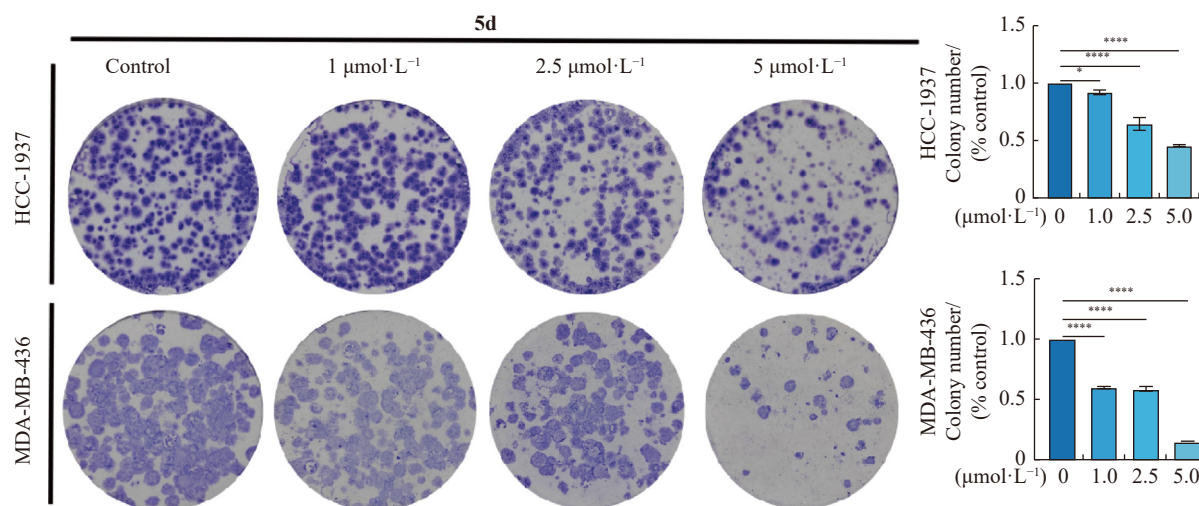 5d
Control
1 μmol·L⁻¹
2.5 μmol·L⁻¹
5 μmol·L⁻¹
HCC-1937
MDA-MB-436
HCC-1937
Colony number/
(% control)
1.5
1.0
0.5
0
****
****
*
(μmol·L⁻¹) 0 1.0 2.5 5.0
MDA-MB-436
Colony number/
(% control)
1.5
1.0
0.5
0
****
****
****
(μmol·L⁻¹) 0 1.0 2.5 5.0